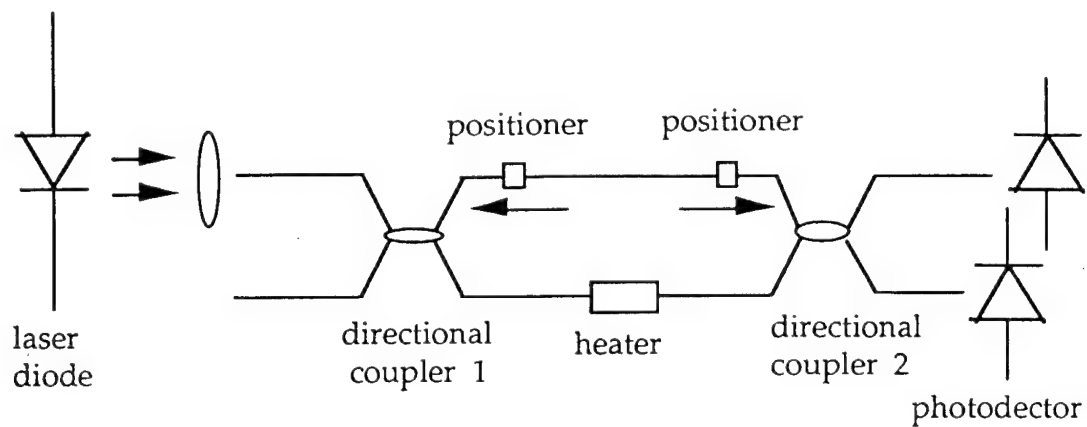 positioner
positioner
laser
diode
directional
coupler 1
heater
directional
coupler 2
photodector